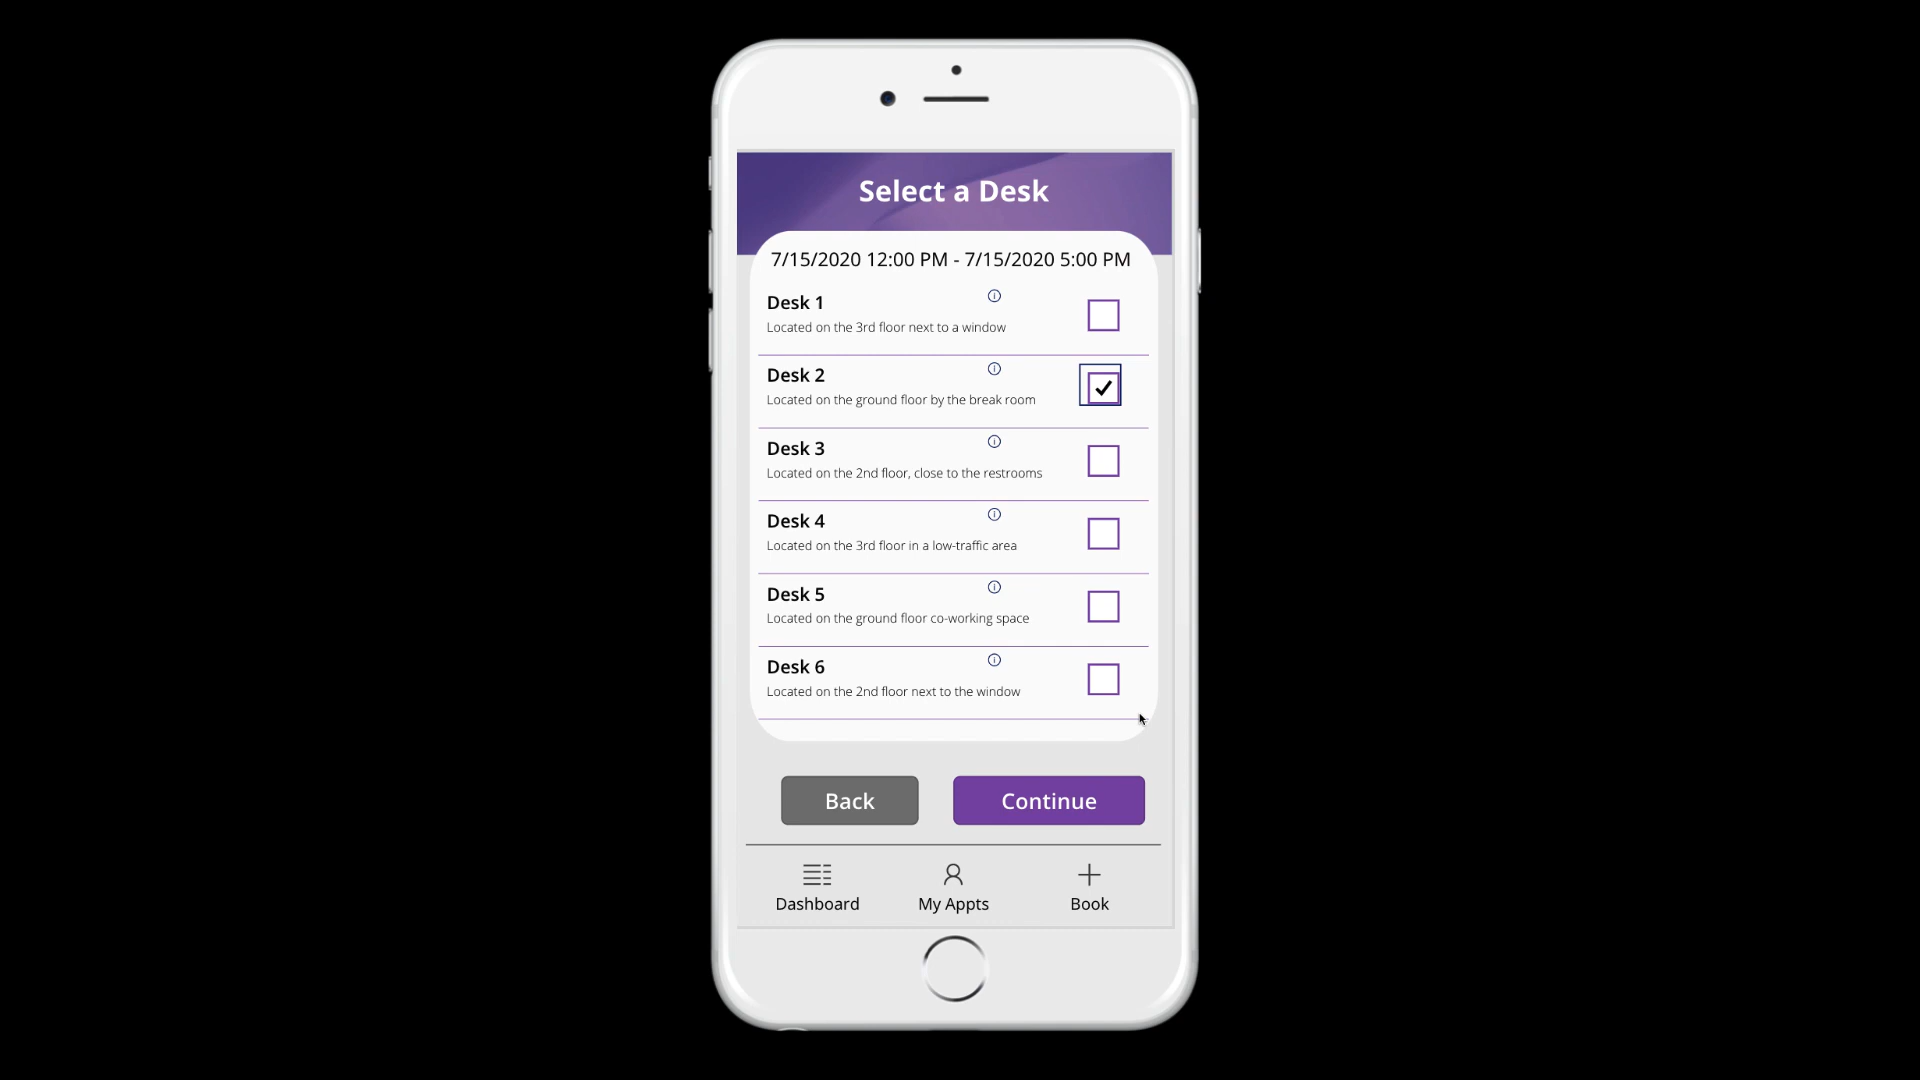 Select a Desk
7/15/2020 12:00 PM - 7/15/2020 5:00 PM
Desk 1
Located on the 3rd floor next to a window
Desk 2
Located on the ground floor by the break room
Desk 3
Located on the 2nd floor, close to the restrooms
Desk 4
Located on the 3rd floor in a low-traffic area
Desk 5
Located on the ground floor co-working space
Desk 6
Located on the 2nd floor next to the window
Back
Continue
Dashboard
My Appts
Book